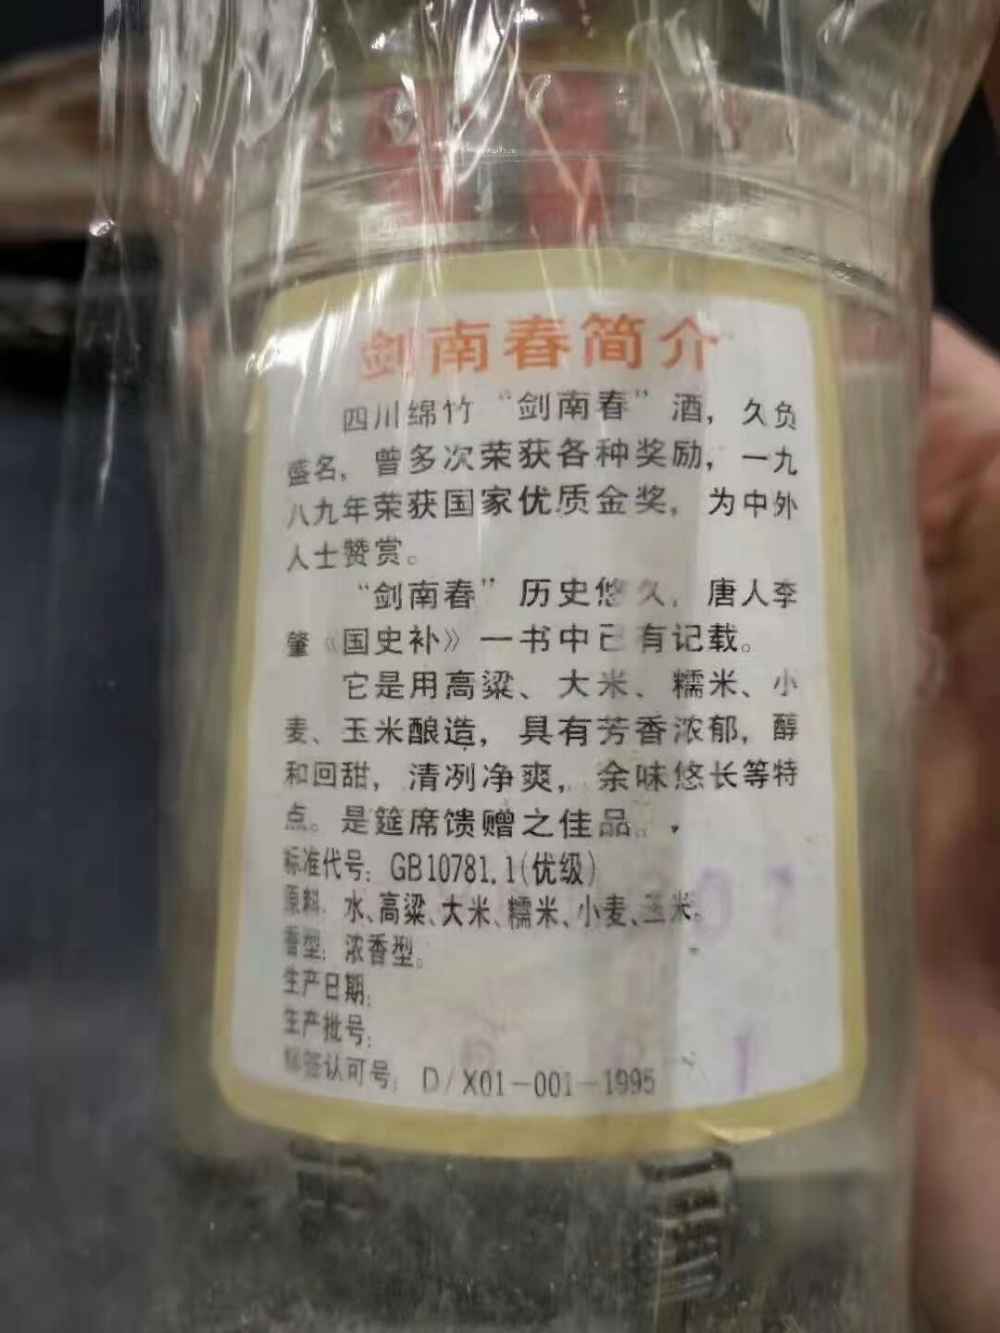 剑南春简介
四川绵竹“剑南春”酒，久负
盛名，曾多次荣获各种奖励，一九
八九年荣获国家优质金奖，为中外
人士赞赏。
“剑南春”历史悠久，唐人李
肇《国史补》一书中已有记载。
它是用高粱、大米、糯米、小
麦、玉米酿造，具有芳香浓郁，醇
和回甜，清冽净爽，余味悠长等特
点。是筵席馈赠之佳品。
标准代号：GB10781.1(优级)
原料：水、高粱、大米、糯米、小麦、玉米。
香型：浓香型。
生产日期：
生产批号：
标签认可号：D/X01-001-1995